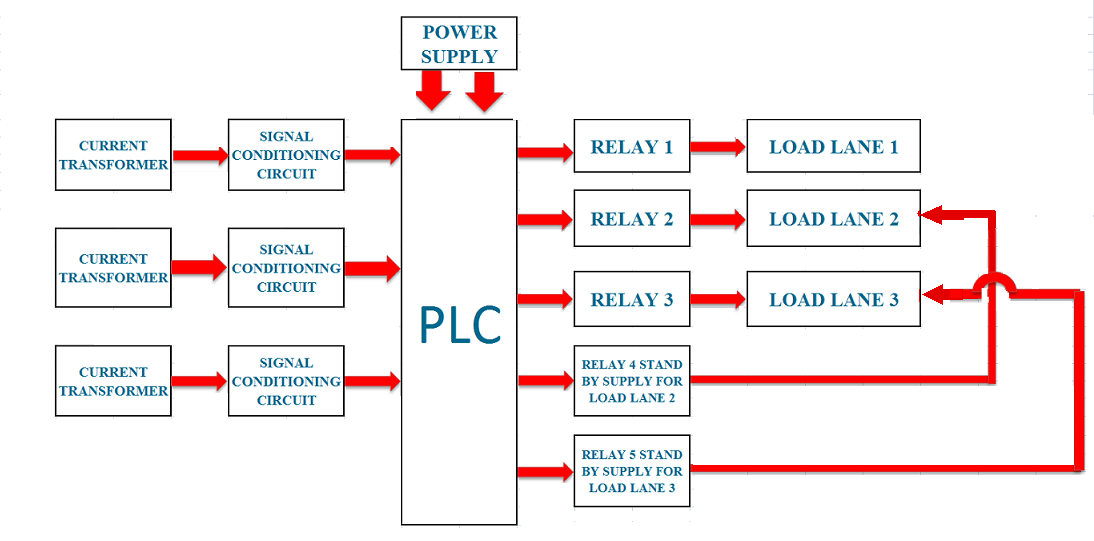 POWER
SUPPLY
CURRENT
TRANSFORMER
SIGNAL
CONDITIONING
CIRCUIT
RELAY 1
LOAD LANE 1
RELAY 2
LOAD LANE 2
CURRENT
TRANSFORMER
SIGNAL
CONDITIONING
CIRCUIT
PLC
RELAY 3
LOAD LANE 3
CURRENT
TRANSFORMER
SIGNAL
CONDITIONING
CIRCUIT
RELAY 4 STAND
BY SUPPLY FOR
LOAD LANE 2
RELAY 5 STAND
BY SUPPLY FOR
LOAD LANE 3